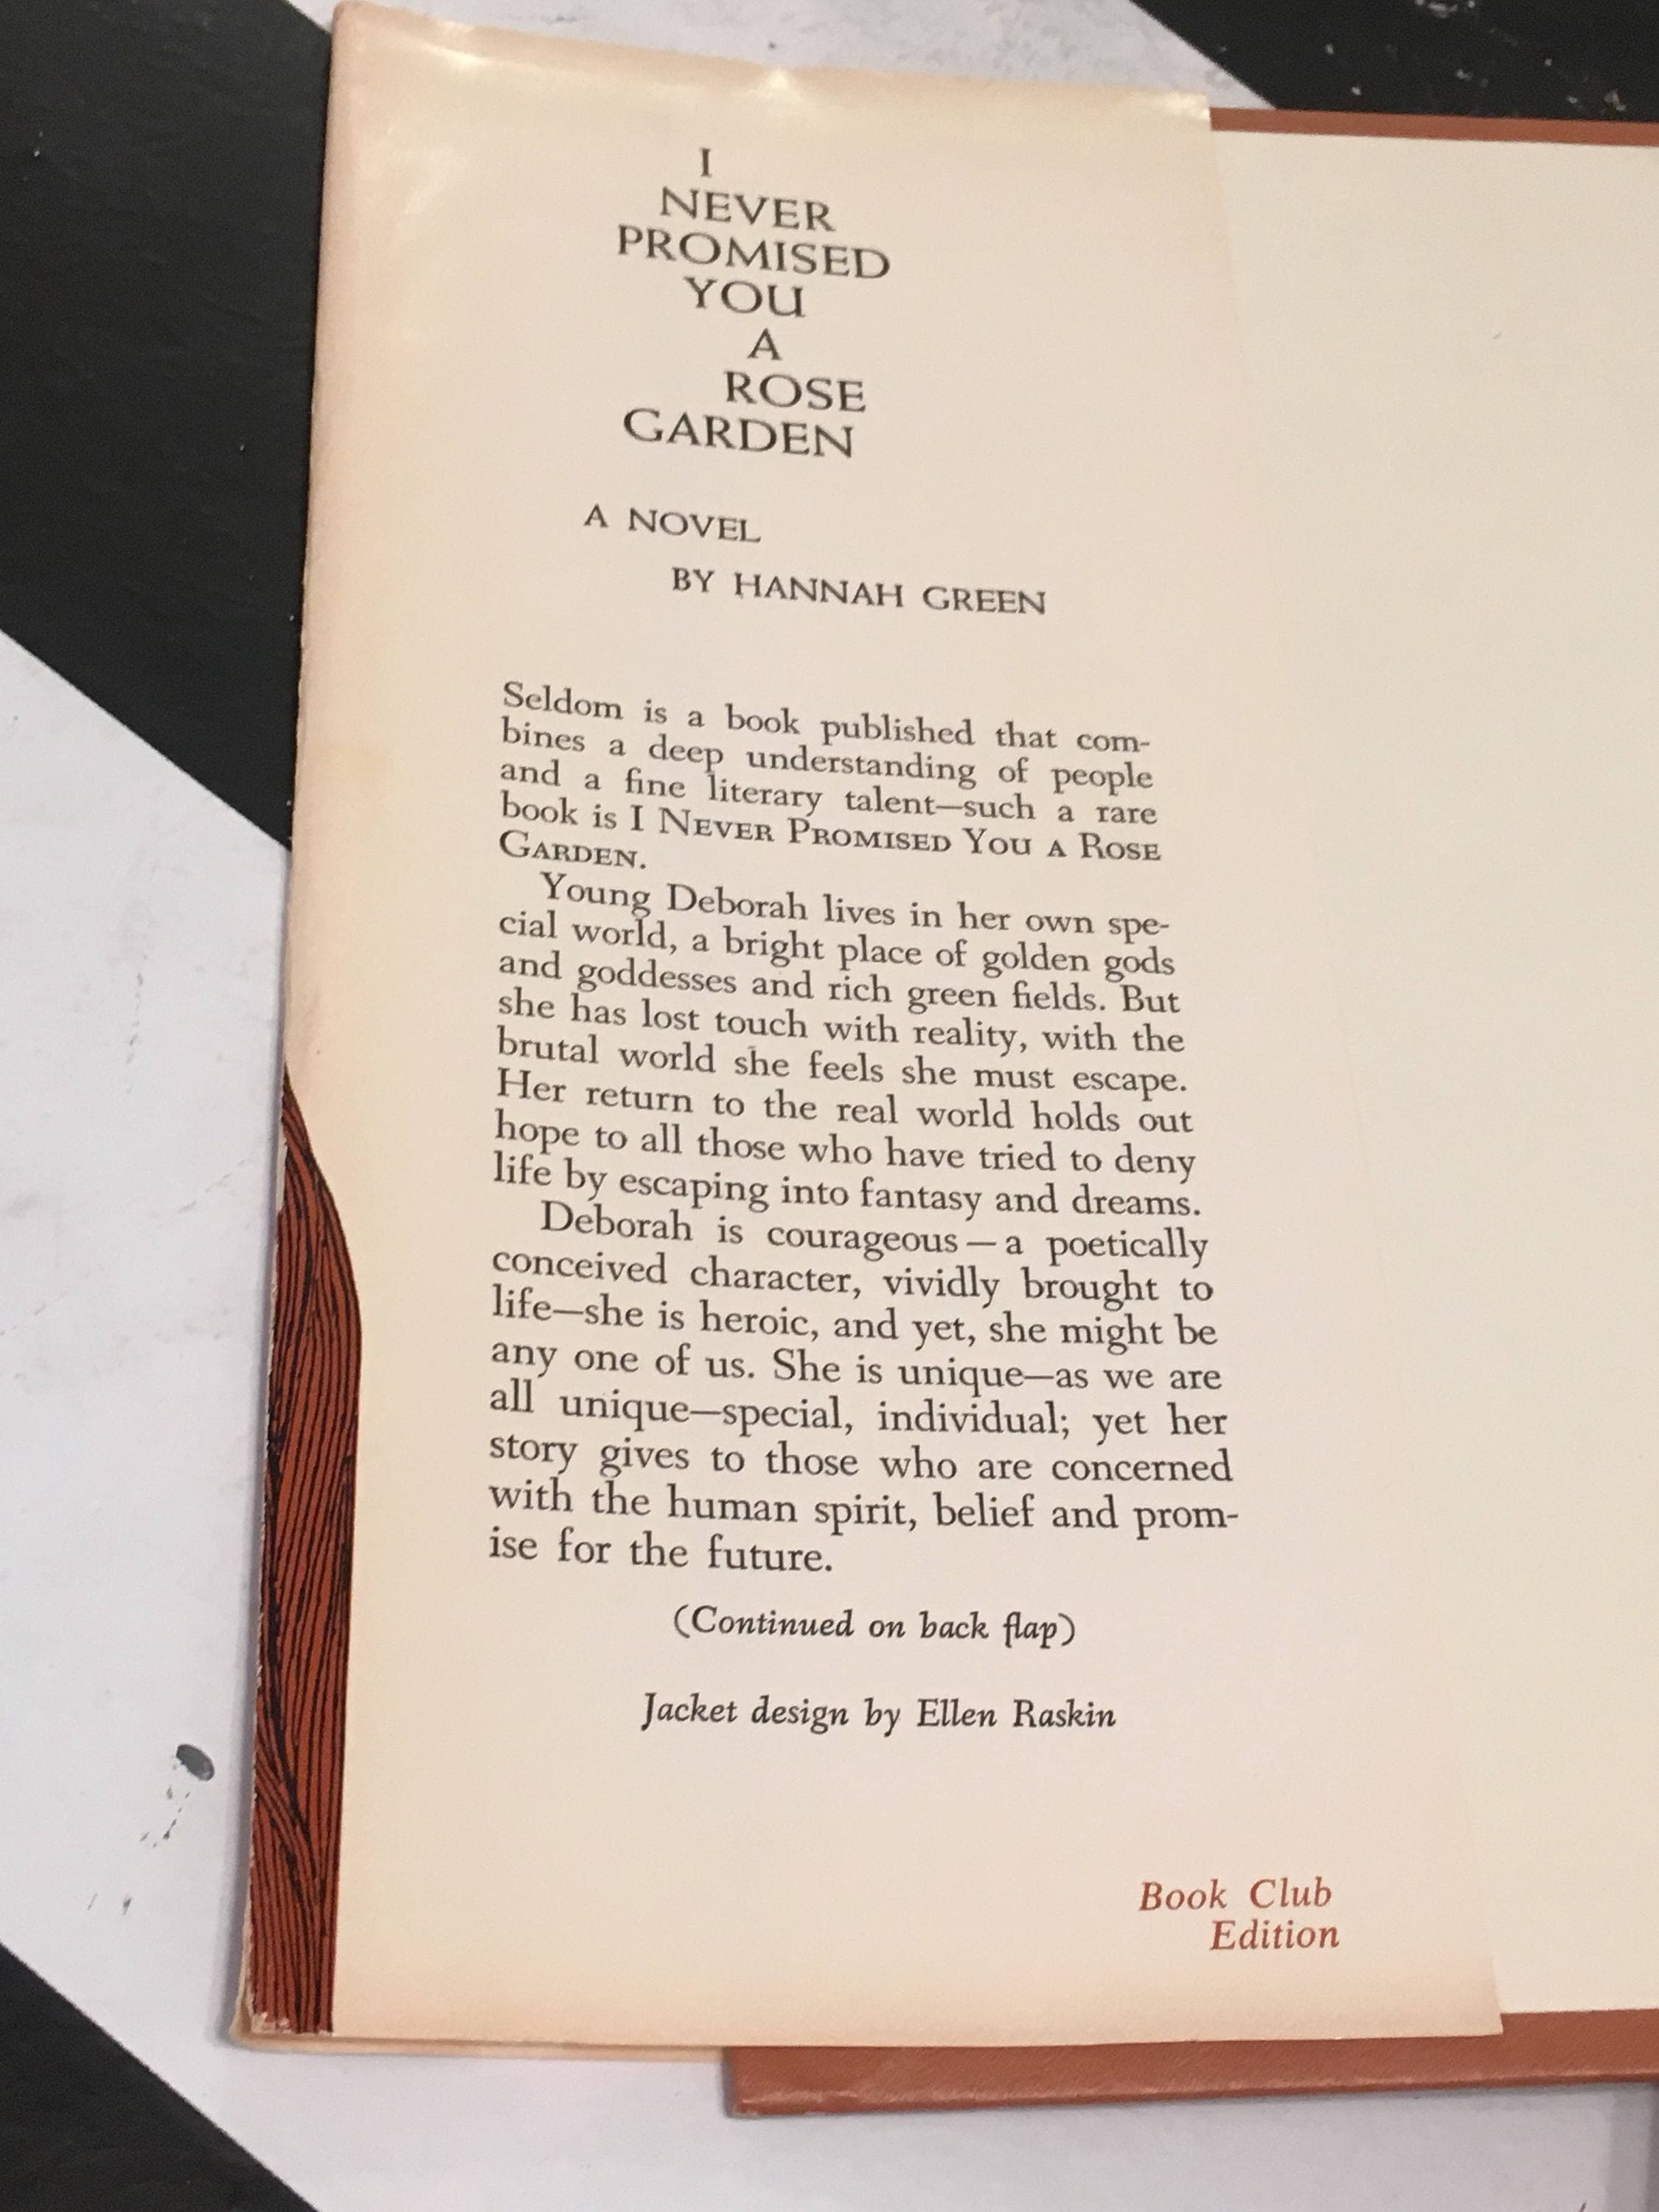 I
NEVER
PROMISED
YOU
A
ROSE
GARDEN
A NOVEL
BY HANNAH GREEN
Seldom is a book published that com-
bines a deep understanding of people
and a fine literary talent—such a rare
book is I NEVER PROMISED YOU A ROSE
GARDEN.
Young Deborah lives in her own spe-
cial world, a bright place of golden gods
and goddesses and rich green fields. But
she has lost touch with reality, with the
brutal world she feels she must escape.
Her return to the real world holds out
hope to all those who have tried to deny
life by escaping into fantasy and dreams.
Deborah is courageous—a poetically
conceived character, vividly brought to
life—she is heroic, and yet, she might be
any one of us. She is unique—as we are
all unique—special, individual; yet her
story gives to those who are concerned
with the human spirit, belief and prom-
ise for the future.
(Continued on back flap)
Jacket design by Ellen Raskin
Book Club
Edition